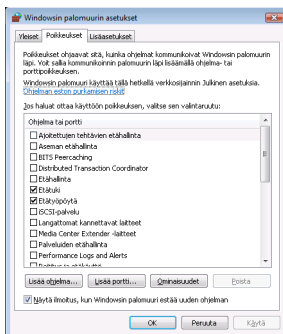 Windowsin palomuurin asetukset
Yleiset Poikkeukset Lisäasetukset
Poikkeukset ohjaavat sitä, kuinka ohjelmat kommunikoivat Windowsin palomuurin
läpi. Voit sallia kommunikoinnin palomuurin läpi lisäämällä ohjelma- tai
porttipoikkeuksen.
Windowsin palomuuri käyttää tällä hetkellä verkkosijainnin Julkinen asetuksia.
Ohjelman eston purkamisen riskit
Jos haluat ottaa käyttöön poikkeuksen, valitse sen valintaruutu:
Ohjelma tai portti
Ajoitettujen tehtävien etähallinta
Aseman etähallinta
BITS Peercaching
Distributed Transaction Coordinator
Etähallinta
Etätuki
Etätyöpöytä
iSCSI-palvelu
Langattomat kannettavat laitteet
Media Center Extender -laitteet
Palveluiden etähallinta
Performance Logs and Alerts
Lisää ohjelma... Lisää portti... Ominaisuudet Poista
Näytä ilmoitus, kun Windowsin palomuuri estää uuden ohjelman
OK Peruuta Käytä